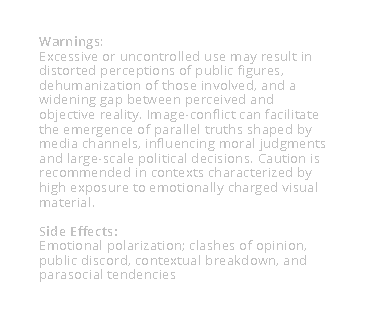 Warnings:
Excessive or uncontrolled use may result in
distorted perceptions of public figures,
dehumanization of those involved, and a
widening gap between perceived and
objective reality. Image-conflict can facilitate
the emergence of parallel truths shaped by
media channels, influencing moral judgments
and large-scale political decisions. Caution is
recommended in contexts characterized by
high exposure to emotionally charged visual
material.
Side Effects:
Emotional polarization; clashes of opinion,
public discord, contextual breakdown, and
parasocial tendencies